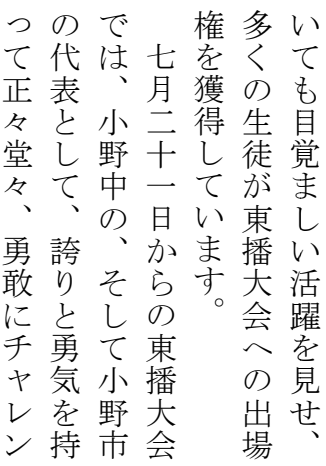 いても目覚ましい活躍を見せ、
多くの生徒が東播大会への出場
権を獲得しています。
七月二十一日からの東播大会
では、小野中の、そして小野市
の代表として、誇りと勇気を持
って正々堂々、勇敢にチャレン